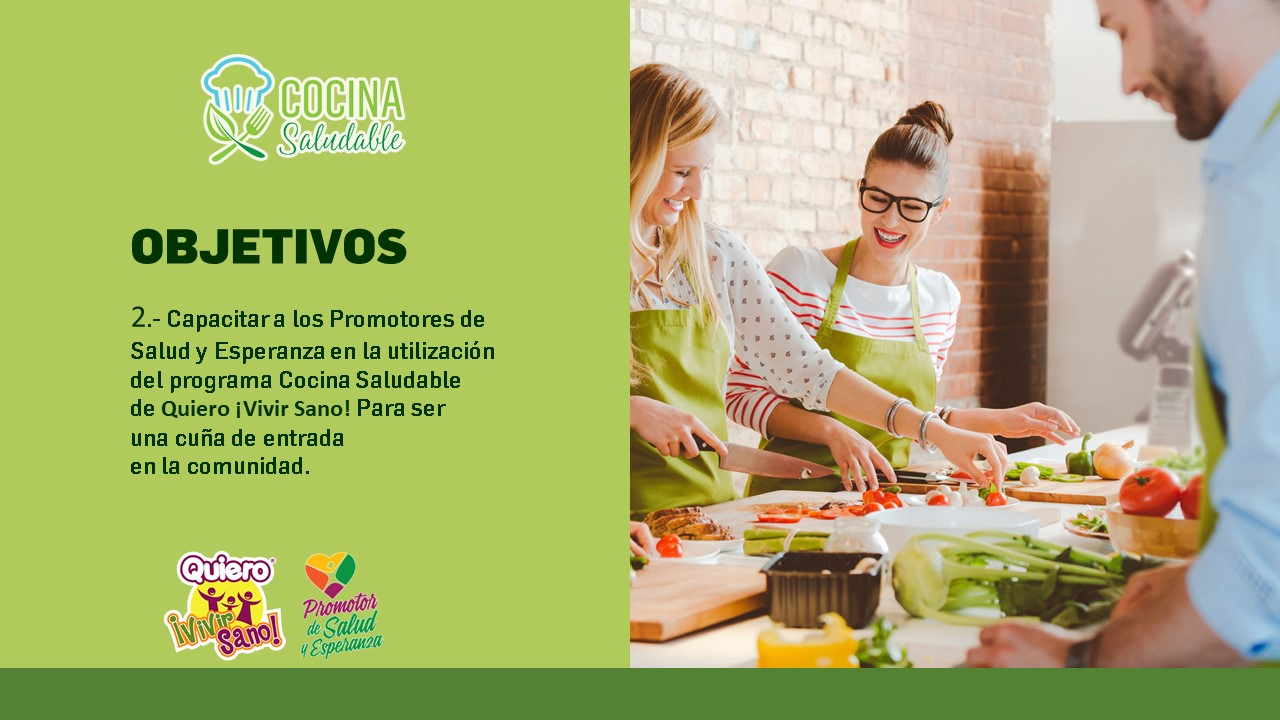 COCINA
Saludable
OBJETIVOS
2.- Capacitar a los Promotores de
Salud y Esperanza en la utilización
del programa Cocina Saludable
de Quiero ¡Vivir Sano! Para ser
una cuña de entrada
en la comunidad.
Quiero
¡Vivir
Sano!
Promotor
de Salud
y Esperanza